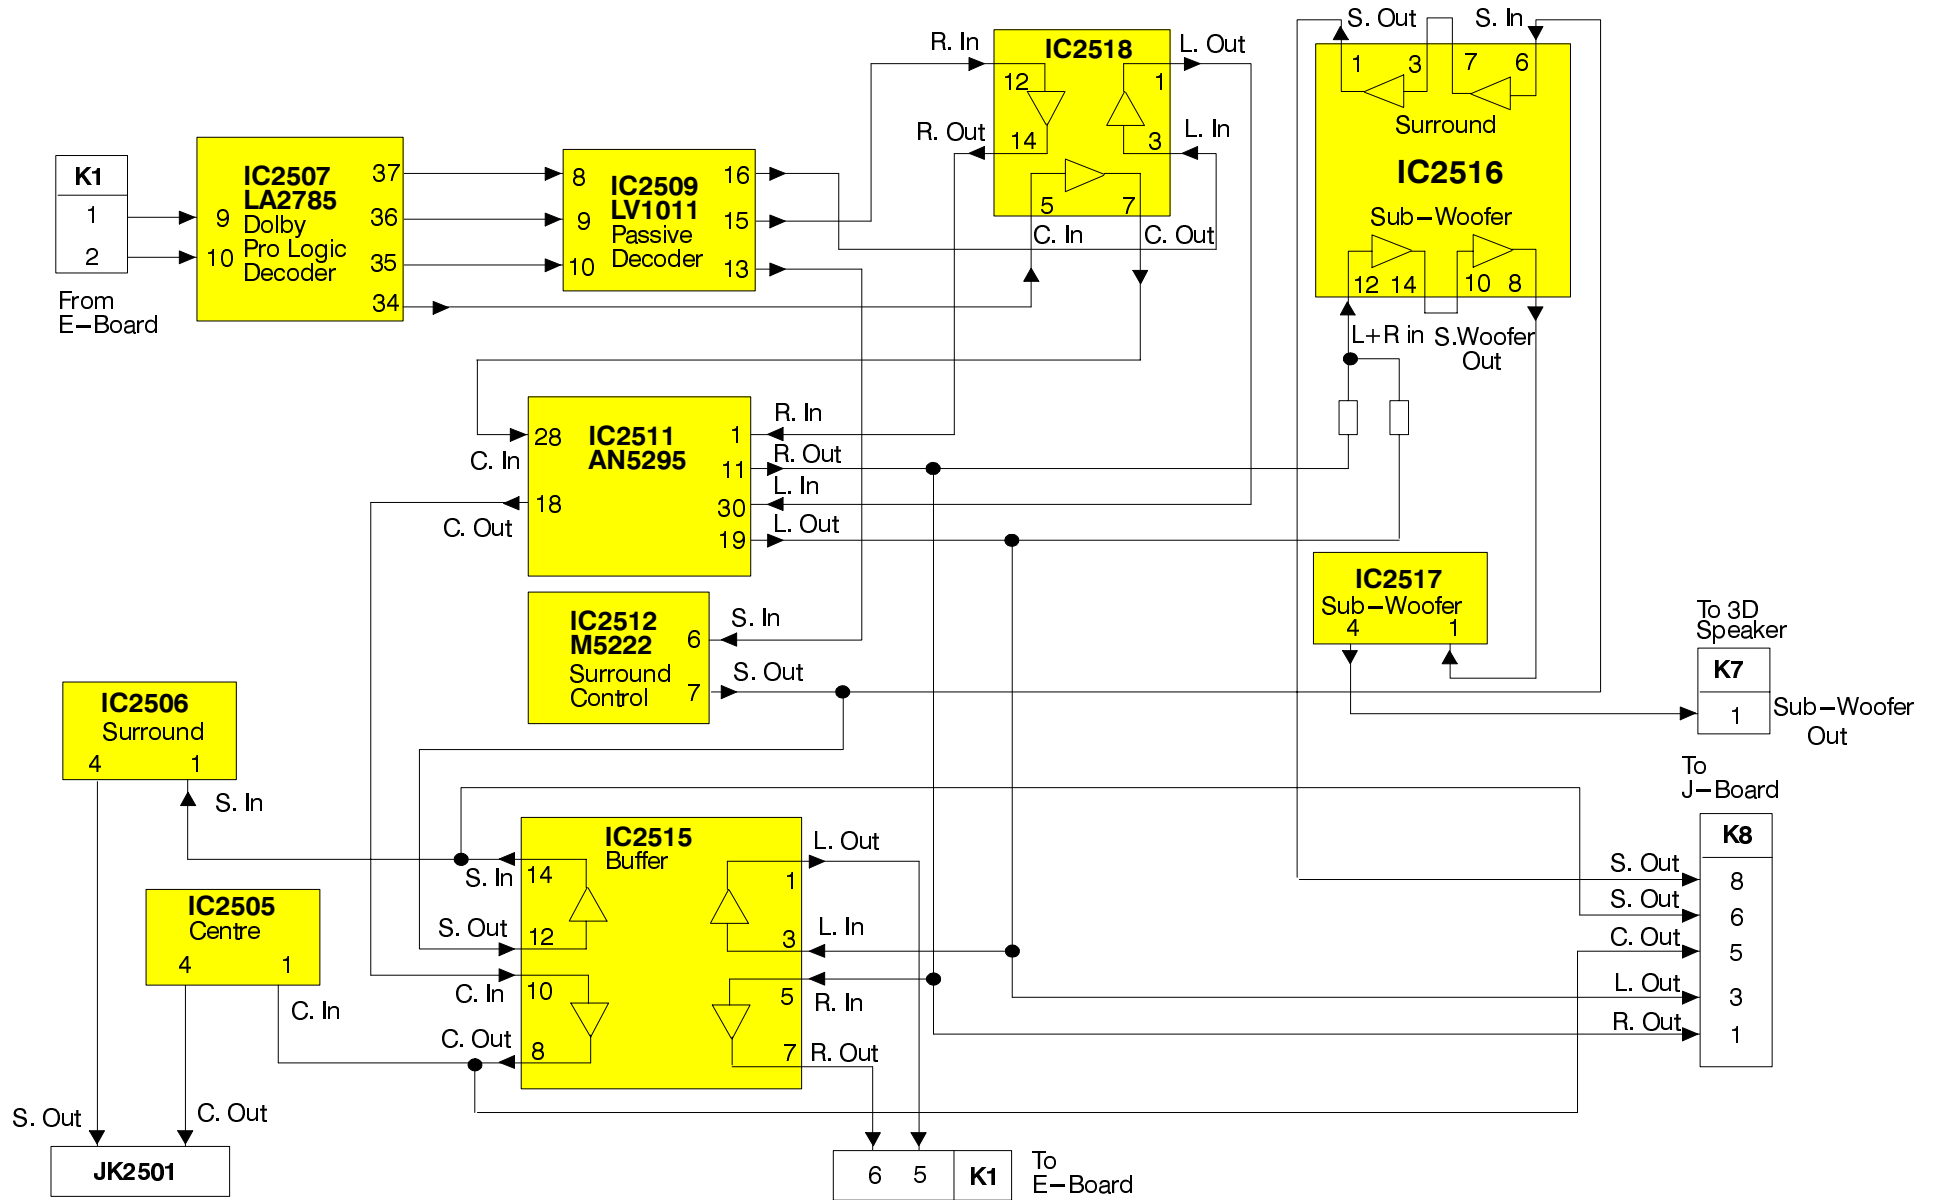 K1
1
2
From
E–Board
IC2507
LA2785
Dolby
Pro Logic
Decoder
9
10
37
36
35
34
IC2509
LV1011
Passive
Decoder
8
9
10
16
15
13
R. In
R. Out
IC2518
12
14
1
3
5
7
L. Out
L. In
C. In
C. Out
S. Out
S. In
1
3
7
6
Surround
IC2516
Sub–Woofer
12
14
10
8
L+R in
S.Woofer
Out
IC2511
AN5295
28
18
1
11
30
19
C. In
C. Out
R. In
R. Out
L. In
L. Out
IC2512
M5222
Surround
Control
6
7
S. In
S. Out
IC2517
Sub–Woofer
4
1
To 3D
Speaker
K7
1
Sub–Woofer
Out
IC2506
Surround
4
1
S. In
IC2505
Centre
4
1
C. In
S. Out
C. Out
JK2501
IC2515
Buffer
14
12
10
8
1
3
5
7
S. In
S. Out
C. In
C. Out
L. Out
L. In
R. In
R. Out
6
5
K1
To
E–Board
To
J–Board
K8
S. Out
8
S. Out
6
C. Out
5
L. Out
3
R. Out
1